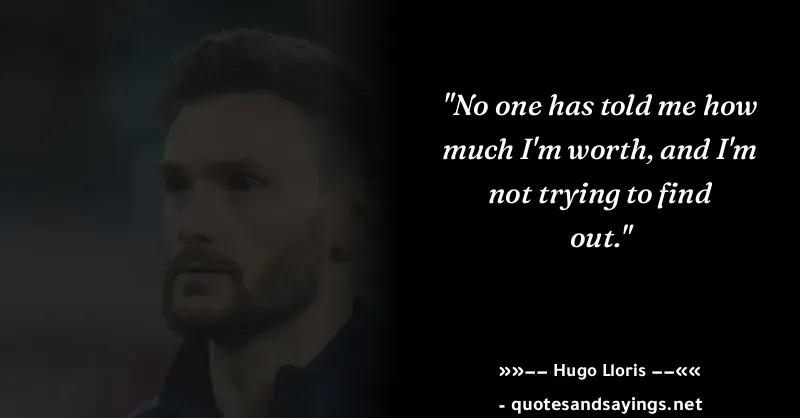 "No one has told me how
much I'm worth, and I'm
not trying to find
out."
»»−− Hugo Lloris −−««
- quotesandsayings.net